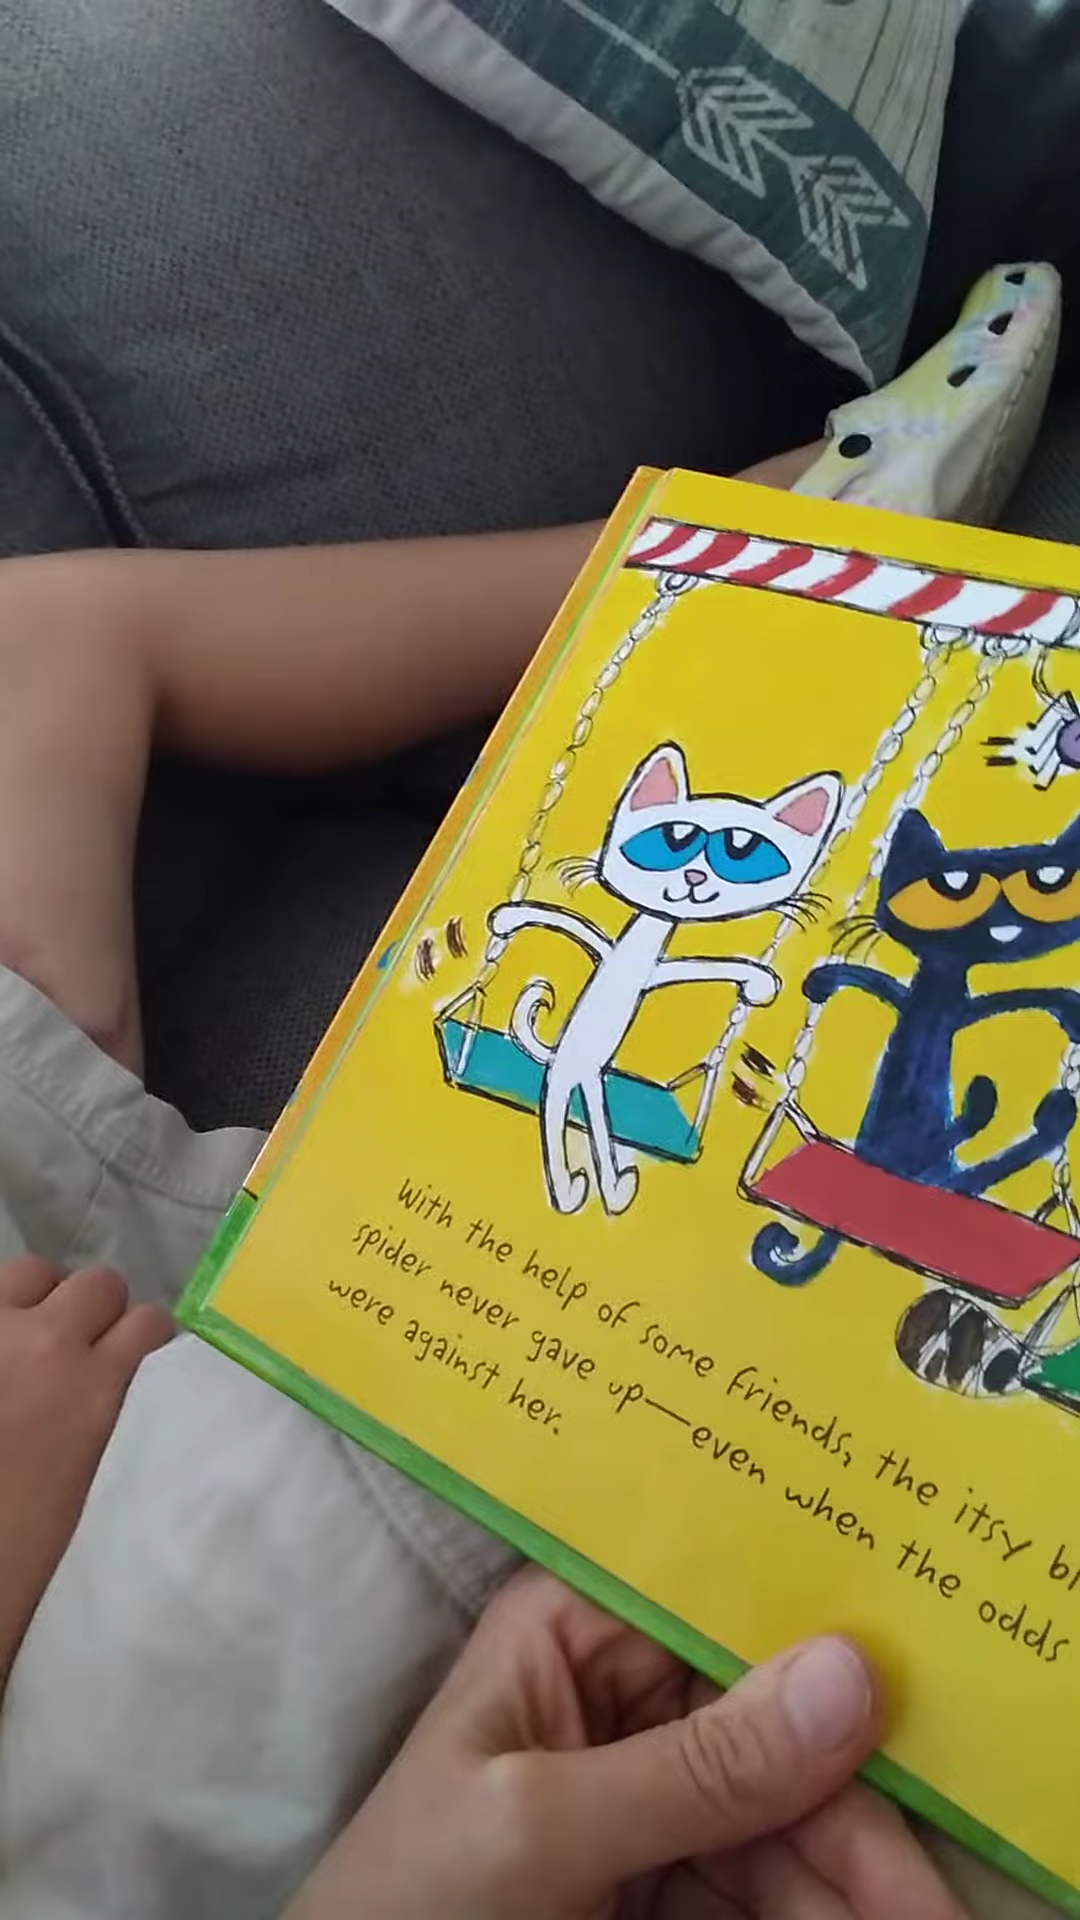 With the help of some friends, the itsy
spider never gave up—even when the odds
were against her.